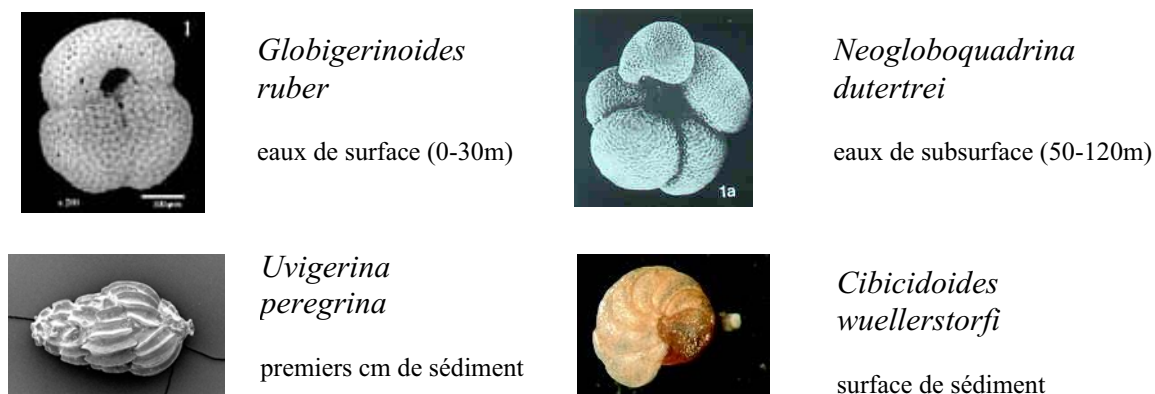 1
Globigerinoides
ruber
eaux de surface (0-30m)
Neogloboquadrina
dutertrei
eaux de subsurface (50-120m)
1a
Uvigerina
peregrina
premiers cm de sédiment
Cibicidoides
wuellerstorfi
surface de sédiment